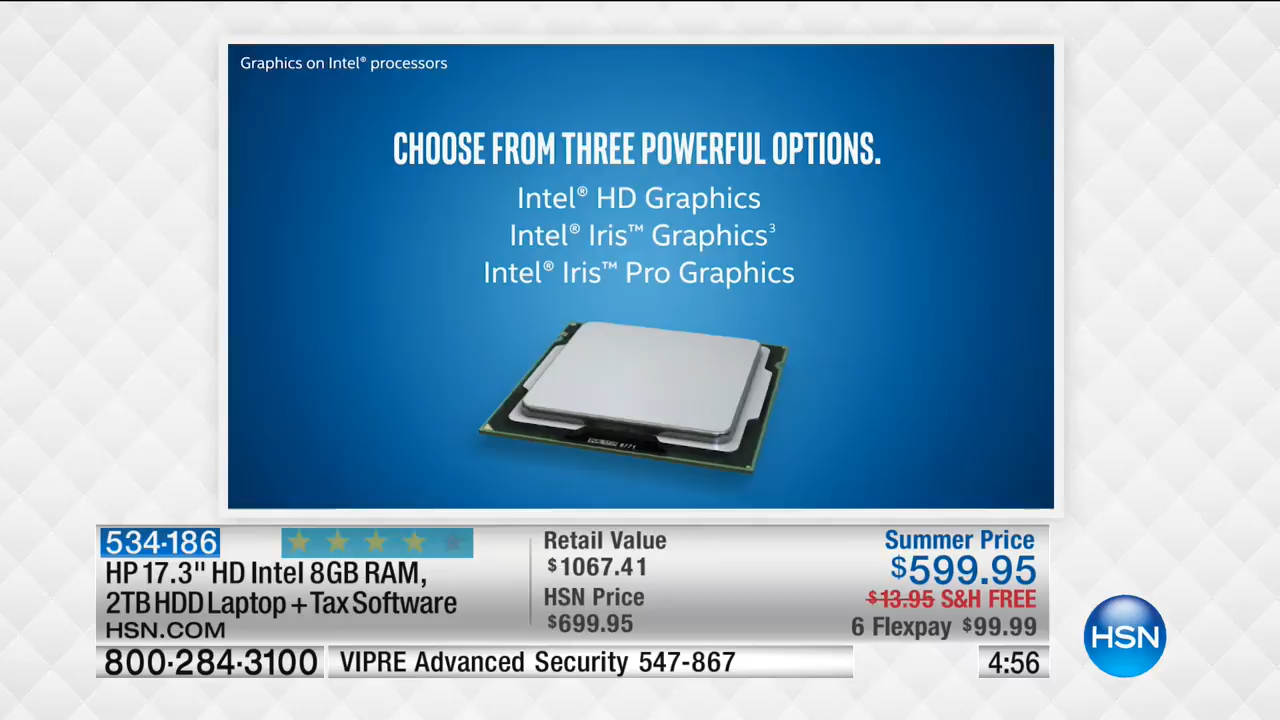 Graphics on Intel® processors
CHOOSE FROM THREE POWERFUL OPTIONS.
Intel® HD Graphics
Intel® Iris™ Graphics³
Intel® Iris™ Pro Graphics
534-186
HP 17.3" HD Intel 8GB RAM,
2TB HDD Laptop + Tax Software
HSN.COM
Retail Value
$1067.41
HSN Price
$699.95
Summer Price
$599.95
$13.95 S&H FREE
6 Flexpay $99.99
HSN
800·284·3100
VIPRE Advanced Security 547-867
4:56